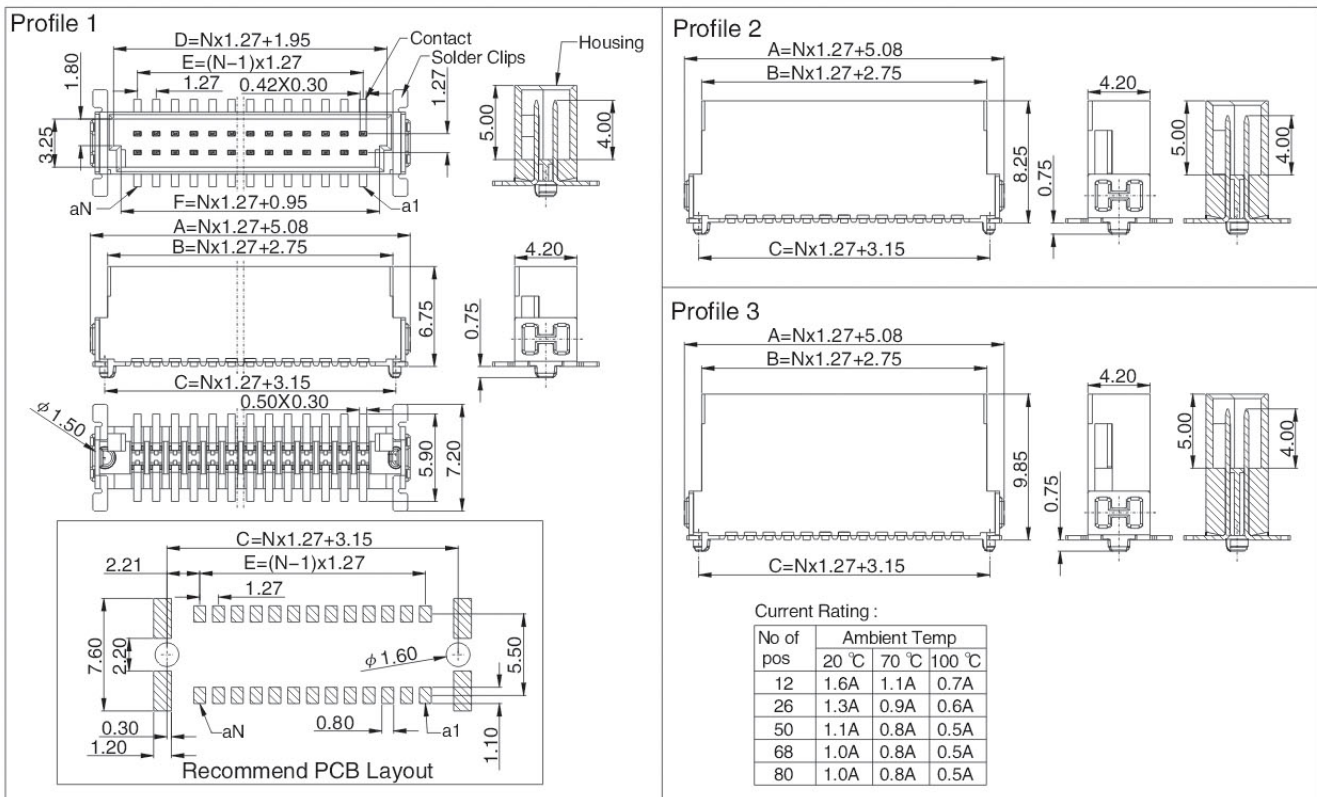 Profile 1
D=Nx1.27+1.95
E=(N-1)x1.27
1.27
0.42X0.30
Contact
Solder Clips
Housing
1.80
3.25
1.27
5.00
4.00
aN
F=Nx1.27+0.95
a1
A=Nx1.27+5.08
B=Nx1.27+2.75
4.20
6.75
0.75
C=Nx1.27+3.15
0.50X0.30
ϕ 1.50
5.90
7.20
C=Nx1.27+3.15
E=(N-1)x1.27
2.21
1.27
7.60
2.20
ϕ 1.60
5.50
0.30
1.20
aN
0.80
a1
1.10
Recommend PCB Layout
Profile 2
A=Nx1.27+5.08
B=Nx1.27+2.75
4.20
8.25
0.75
5.00
4.00
C=Nx1.27+3.15
Profile 3
A=Nx1.27+5.08
B=Nx1.27+2.75
4.20
9.85
0.75
5.00
4.00
C=Nx1.27+3.15
Current Rating :
No of pos Ambient Temp
20 ℃ 70 ℃ 100 ℃
12 1.6A 1.1A 0.7A
26 1.3A 0.9A 0.6A
50 1.1A 0.8A 0.5A
68 1.0A 0.8A 0.5A
80 1.0A 0.8A 0.5A